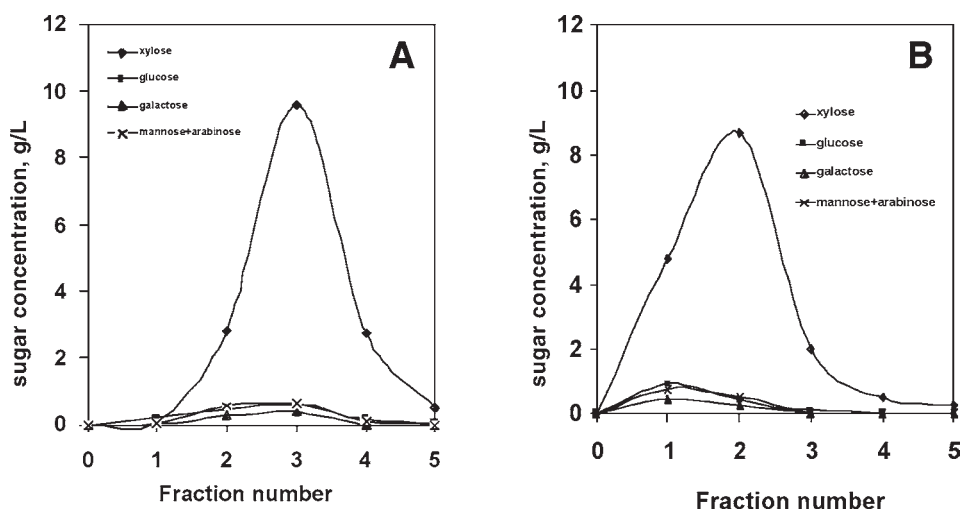 A
12
10
8
6
4
2
0
sugar concentration, g/L
xylose
glucose
galactose
mannose+arabinose
0 1 2 3 4 5
Fraction number
B
12
10
8
6
4
2
0
sugar concentration, g/L
xylose
glucose
galactose
mannose+arabinose
0 1 2 3 4 5
Fraction number